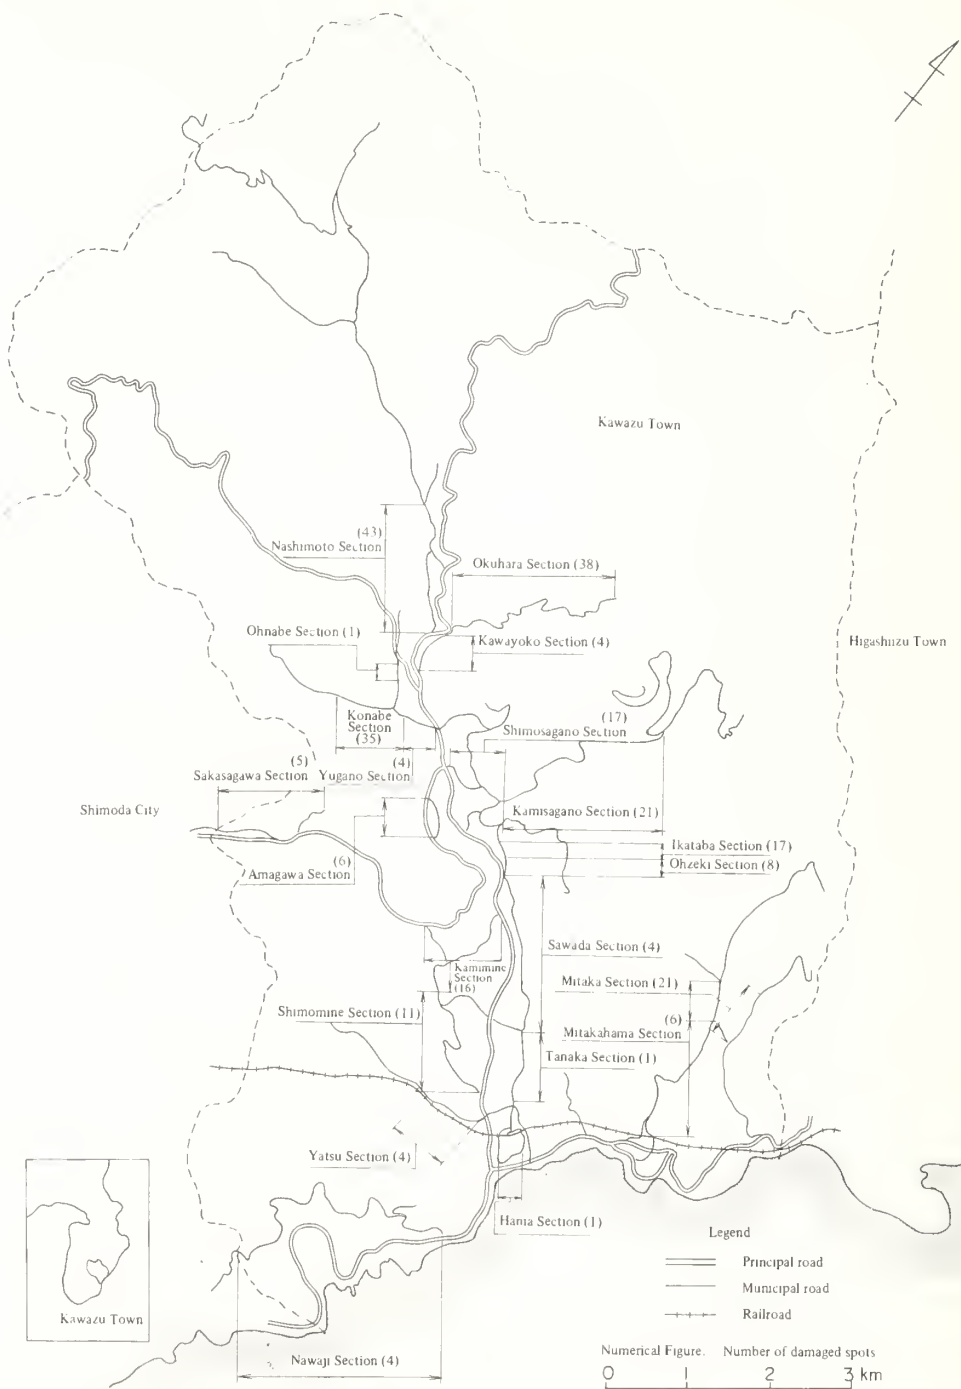 Kawazu Town
(43)
Nashimoto Section
Okuhara Section (38)
Ohnabe Section (1)
Kawayoko Section (4)
Higashiizu Town
Konabe
Section
(35)
(17)
Shimosagano Section
(5)
Sakasagawa Section
(4)
Yugano Section
Shimoda City
Kamisagano Section (21)
Ikataba Section (17)
Ohzeki Section (8)
(6)
Amagawa Section
Sawada Section (4)
Kamimine
Section
(16)
Mitaka Section (21)
Shimomine Section (11)
(6)
Mitakahama Section
Tanaka Section (1)
Yatsu Section (4)
Hama Section (1)
Legend
Principal road
Municipal road
Railroad
Kawazu Town
Nawaji Section (4)
Numerical Figure. Number of damaged spots
0 1 2 3 km